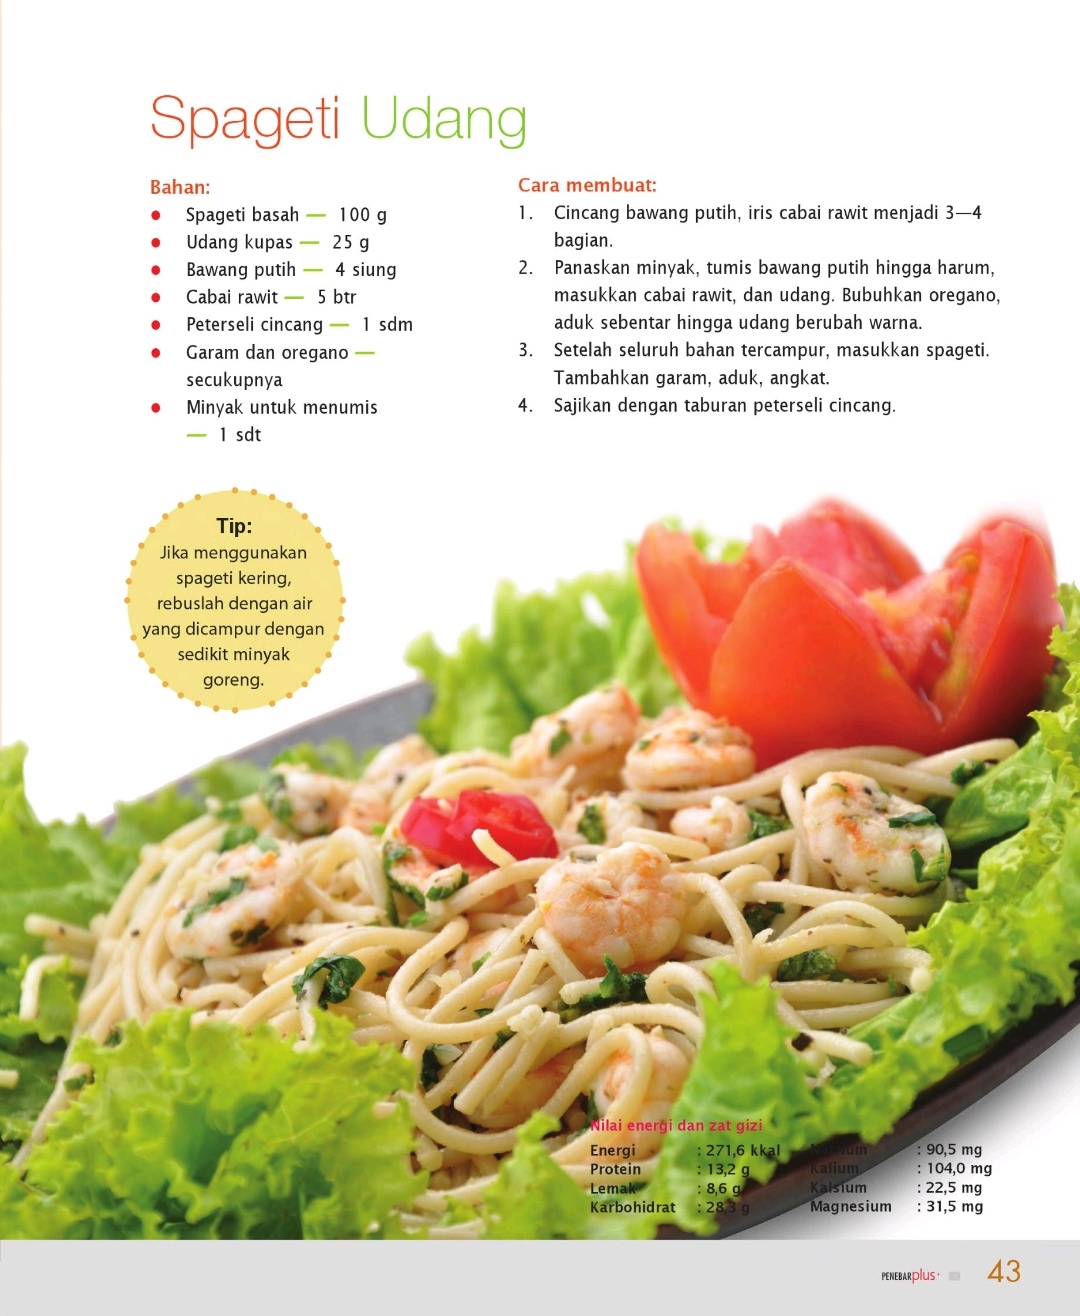 Spageti Udang
Bahan:
● Spageti basah — 100 g
● Udang kupas — 25 g
● Bawang putih — 4 siung
● Cabai rawit — 5 btr
● Peterseli cincang — 1 sdm
● Garam dan oregano —
secukupnya
● Minyak untuk menumis
— 1 sdt
Cara membuat:
1. Cincang bawang putih, iris cabai rawit menjadi 3—4
bagian.
2. Panaskan minyak, tumis bawang putih hingga harum,
masukkan cabai rawit, dan udang. Bubuhkan oregano,
aduk sebentar hingga udang berubah warna.
3. Setelah seluruh bahan tercampur, masukkan spageti.
Tambahkan garam, aduk, angkat.
4. Sajikan dengan taburan peterseli cincang.
Tip:
Jika menggunakan
spageti kering,
rebuslah dengan air
yang dicampur dengan
sedikit minyak
goreng.
Nilai energi dan zat gizi
Energi : 271,6 kkal
Protein : 13,2 g
Lemak : 8,6 g
Karbohidrat : 28,3 g
: 90,5 mg
Kalium : 104,0 mg
Kalsium : 22,5 mg
Magnesium : 31,5 mg
PENEBARplus+ 43